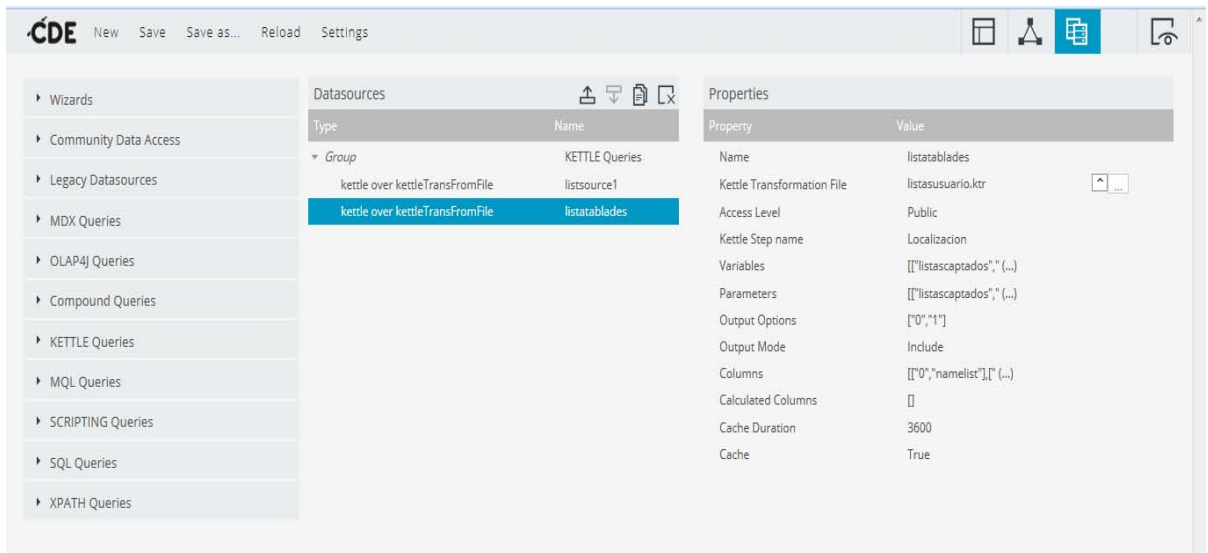 CDE New Save Save as... Reload Settings
Wizards
Community Data Access
Legacy Datasources
MDX Queries
OLAP4J Queries
Compound Queries
KETTLE Queries
MQL Queries
SCRIPTING Queries
SQL Queries
XPATH Queries
Datasources
Type Name
Group KETTLE Queries
kettle over kettleTransFromFile listsource1
kettle over kettleTransFromFile listatablades
Properties
Property Value
Name listatablades
Kettle Transformation File listasusuario.ktr ^ ...
Access Level Public
Kettle Step name Localizacion
Variables [["listascaptados"," (...)
Parameters [["listascaptados"," (...)
Output Options ["0","1"]
Output Mode Include
Columns [["0","namelist"],[" (...)
Calculated Columns []
Cache Duration 3600
Cache True